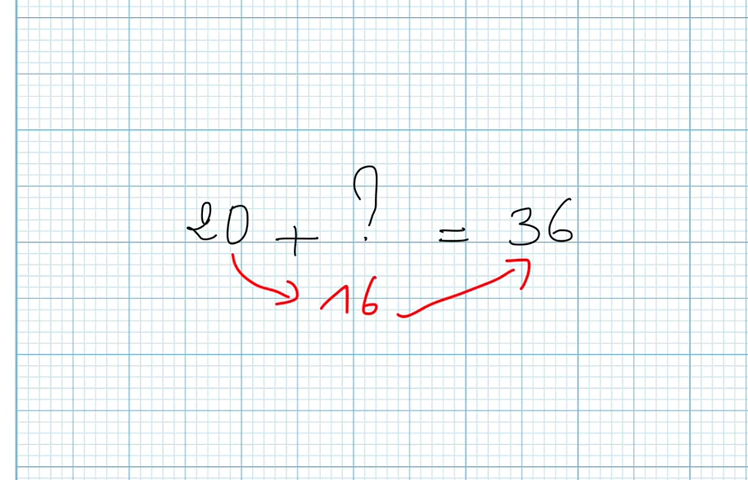 20 + ? = 36
16